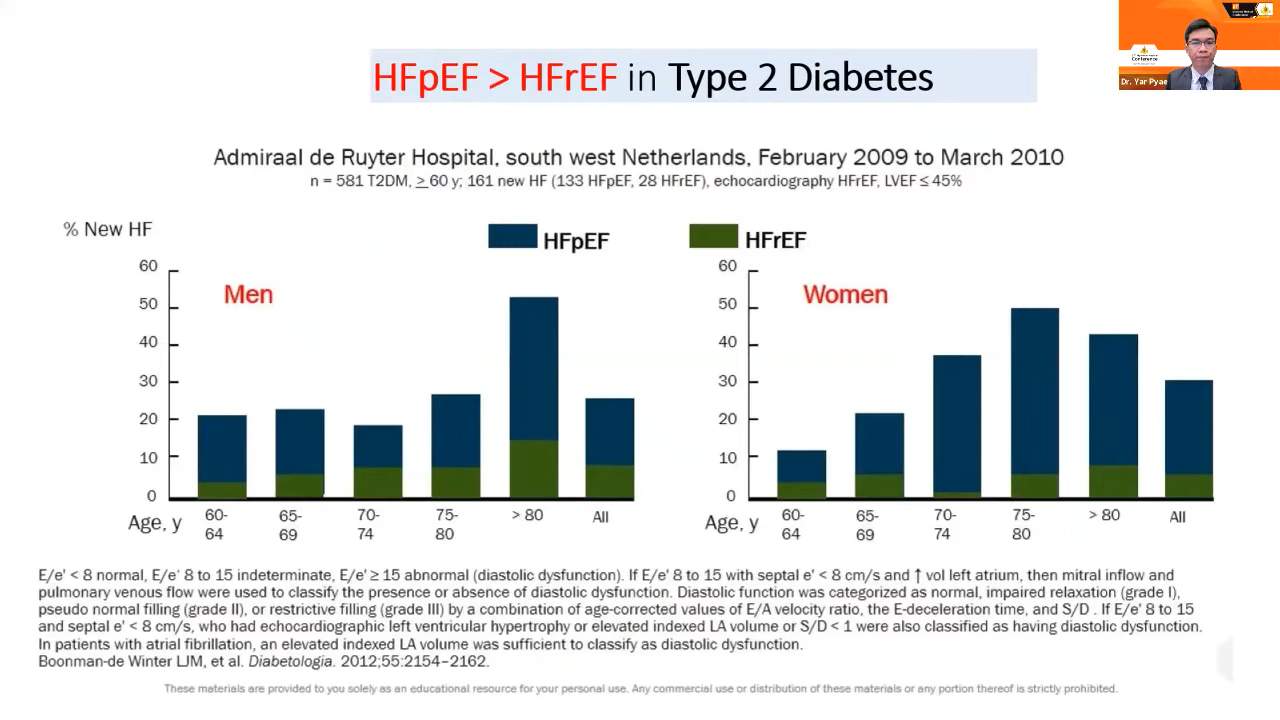 HFpEF > HFrEF in Type 2 Diabetes
Conference
Dr. Yar Pyae
Admiraal de Ruyter Hospital, south west Netherlands, February 2009 to March 2010
n = 581 T2DM, ≥ 60 y; 161 new HF (133 HFpEF, 28 HFrEF), echocardiography HFrEF, LVEF ≤ 45%
% New HF
HFpEF
HFrEF
Men
60
50
40
30
20
10
0
Age, y
60-
64
65-
69
70-
74
75-
80
> 80
All
Women
60
50
40
30
20
10
0
Age, y
60-
64
65-
69
70-
74
75-
80
> 80
All
E/e' < 8 normal, E/e' 8 to 15 indeterminate, E/e' ≥ 15 abnormal (diastolic dysfunction). If E/e' 8 to 15 with septal e' < 8 cm/s and ↑ vol left atrium, then mitral inflow and
pulmonary venous flow were used to classify the presence or absence of diastolic dysfunction. Diastolic function was categorized as normal, impaired relaxation (grade I),
pseudo normal filling (grade II), or restrictive filling (grade III) by a combination of age-corrected values of E/A velocity ratio, the E-deceleration time, and S/D . If E/e' 8 to 15
and septal e' < 8 cm/s, who had echocardiographic left ventricular hypertrophy or elevated indexed LA volume or S/D < 1 were also classified as having diastolic dysfunction.
In patients with atrial fibrillation, an elevated indexed LA volume was sufficient to classify as diastolic dysfunction.
Boonman-de Winter LJM, et al. Diabetologia. 2012;55:2154–2162.
These materials are provided to you solely as an educational resource for your personal use. Any commercial use or distribution of these materials or any portion thereof is strictly prohibited.